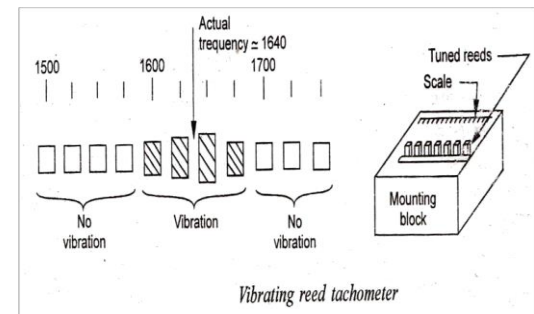 Actual
trequency ≃ 1640
1500
1600
1700
No
vibration
Vibration
No
vibration
Tuned reeds
Scale
Mounting
block
Vibrating reed tachometer